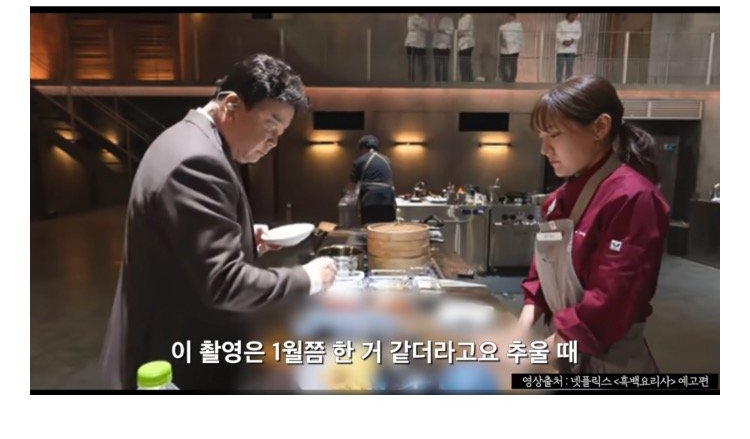 이 촬영은 1월쯤 한 거 같더라고요 추울 때
영상출처 : 넷플릭스 <흑백요리사> 예고편